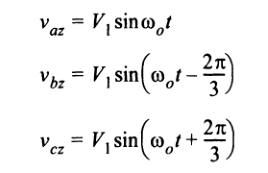 v_az = V_1 sin ω_o t
v_bz = V_1 sin(ω_o t − 2π/3)
v_cz = V_1 sin(ω_o t + 2π/3)